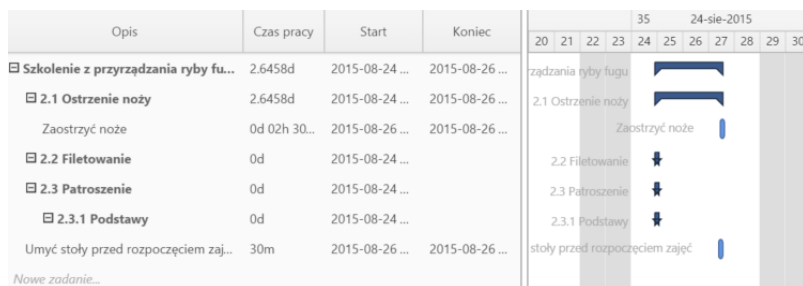 35 24-sie-2015
Opis Czas pracy Start Koniec
20 21 22 23 24 25 26 27 28 29 30
Szkolenie z przyrządzania ryby fu... 2.6458d 2015-08-24 ... 2015-08-26 ... rządzania ryby fugu
2.1 Ostrzenie noży 2.6458d 2015-08-24 ... 2015-08-26 ... 2.1 Ostrzenie noży
Zaostrzyć noże 0d 02h 30... 2015-08-26 ... 2015-08-26 ... Zaostrzyć noże
2.2 Filetowanie 0d 2015-08-24 ... 2.2 Filetowanie
2.3 Patroszenie 0d 2015-08-24 ... 2.3 Patroszenie
2.3.1 Podstawy 0d 2015-08-24 ... 2.3.1 Podstawy
Umyć stoły przed rozpoczęciem zaj... 30m 2015-08-26 ... 2015-08-26 ... stoły przed rozpoczęciem zajęć
Nowe zadanie...